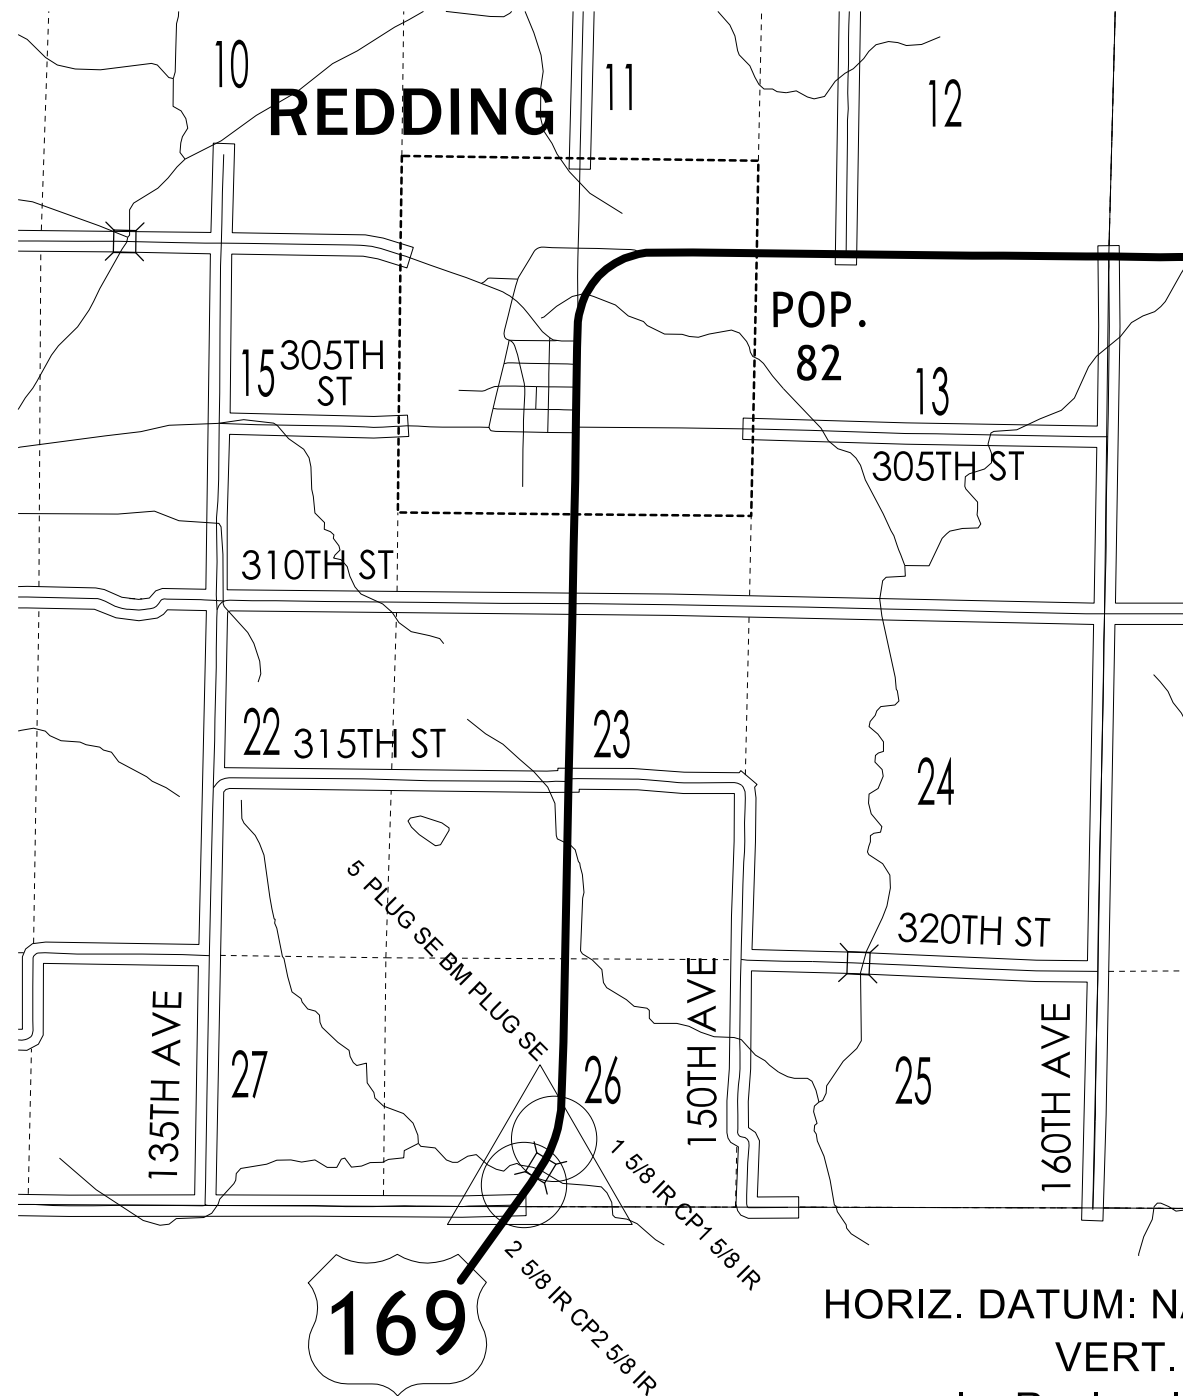 10
11
12
REDDING
POP.
82
15
305TH
ST
13
305TH ST
310TH ST
22
315TH ST
23
24
5 PLUG SE BM PLUG SE
320TH ST
135TH AVE
27
26
150TH AVE
25
160TH AVE
1 5/8 IR CP1 5/8 IR
2 5/8 IR CP2 5/8 IR
169
HORIZ. DATUM:
VERT.